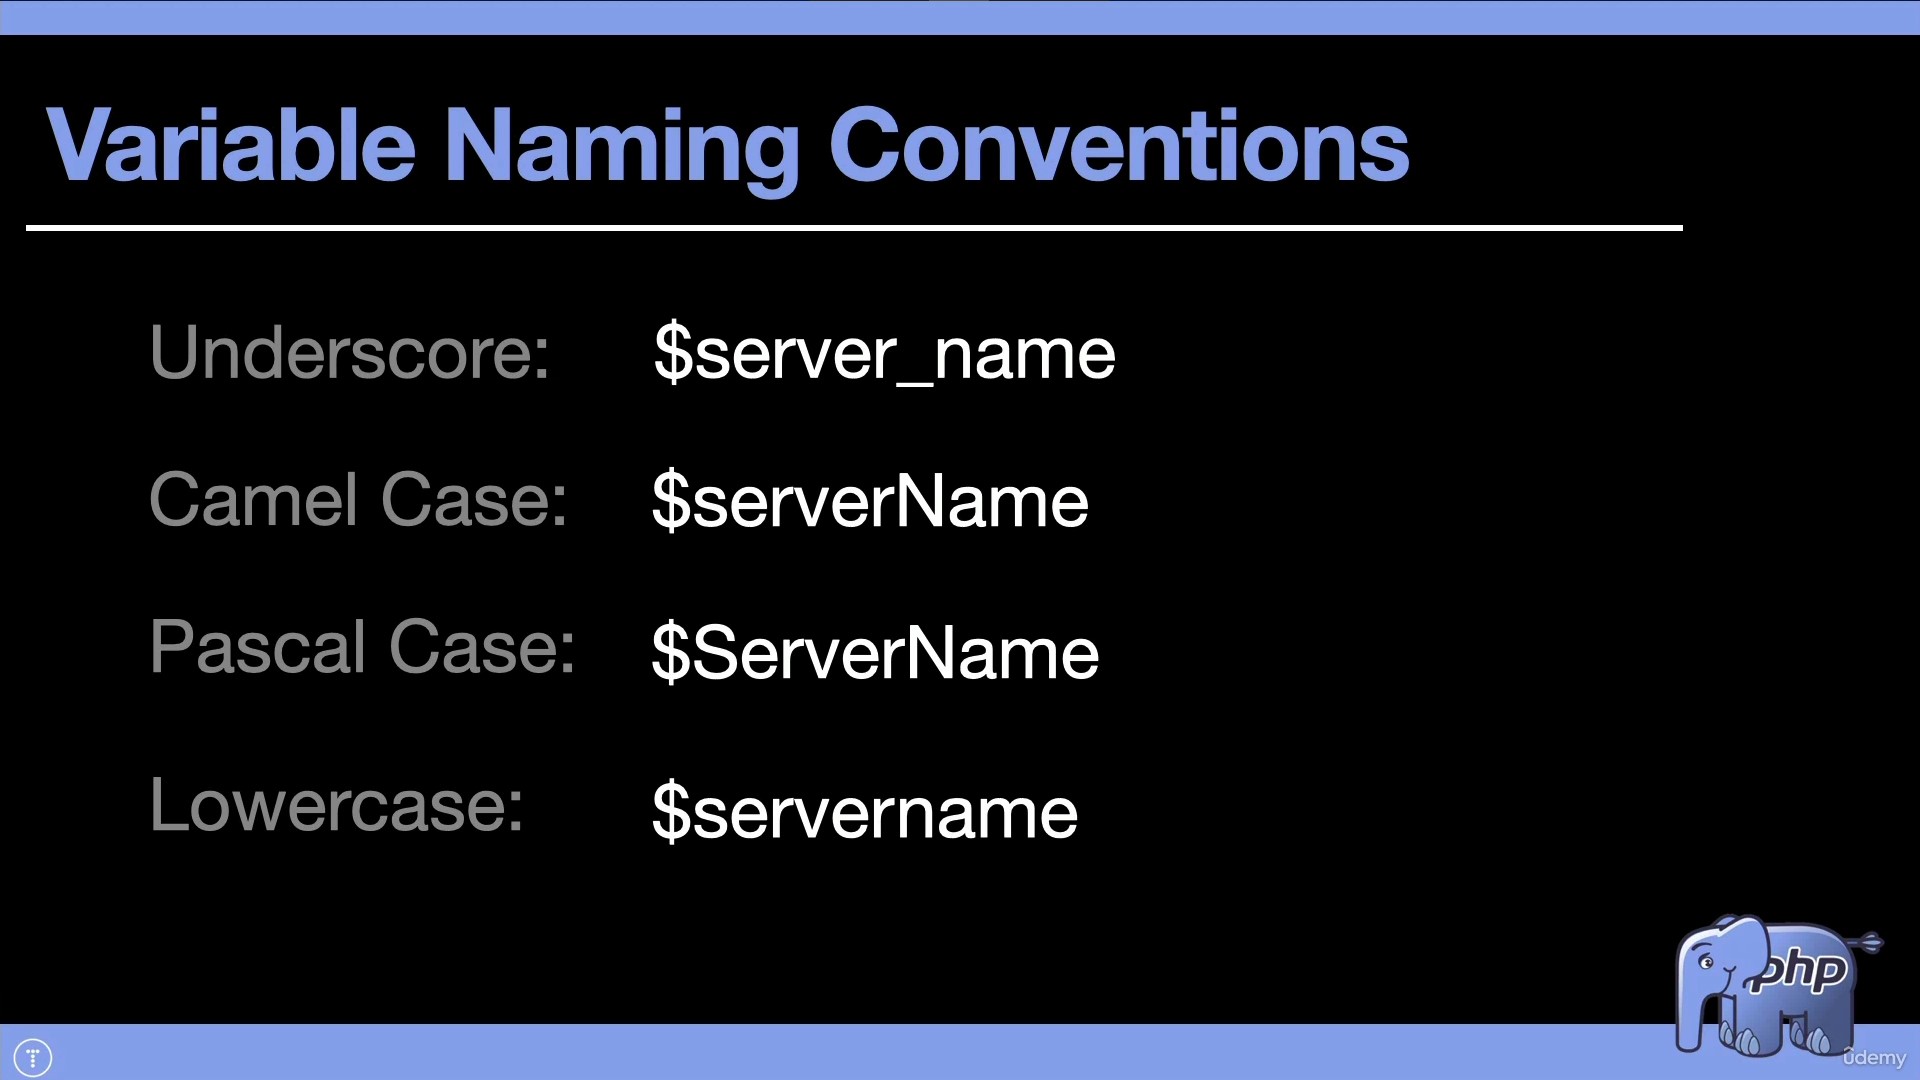 Variable Naming Conventions
Underscore: $server_name
Camel Case: $serverName
Pascal Case: $ServerName
Lowercase: $servername
php
ûdemy